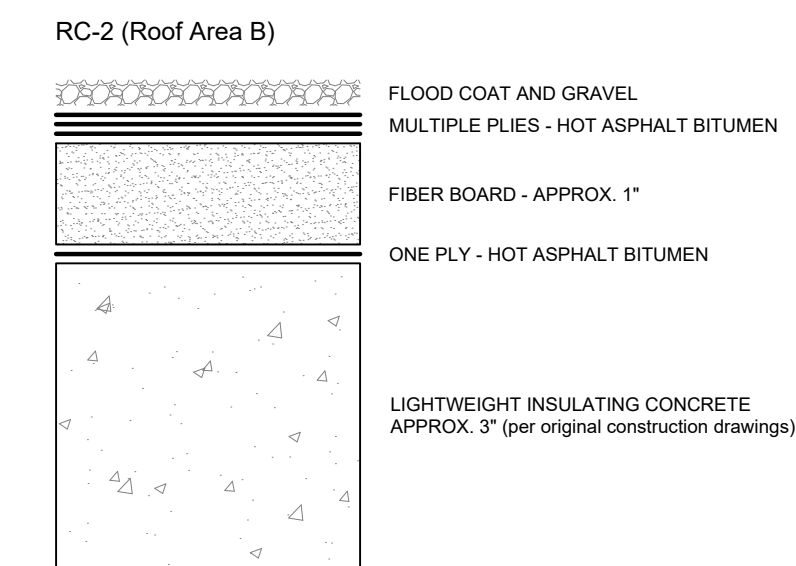 RC-2 (Roof Area B)
FLOOD COAT AND GRAVEL
MULTIPLE PLIES - HOT ASPHALT BITUMEN
FIBER BOARD - APPROX. 1"
ONE PLY - HOT ASPHALT BITUMEN
LIGHTWEIGHT INSULATING CONCRETE
APPROX. 3" (per original construction drawings)